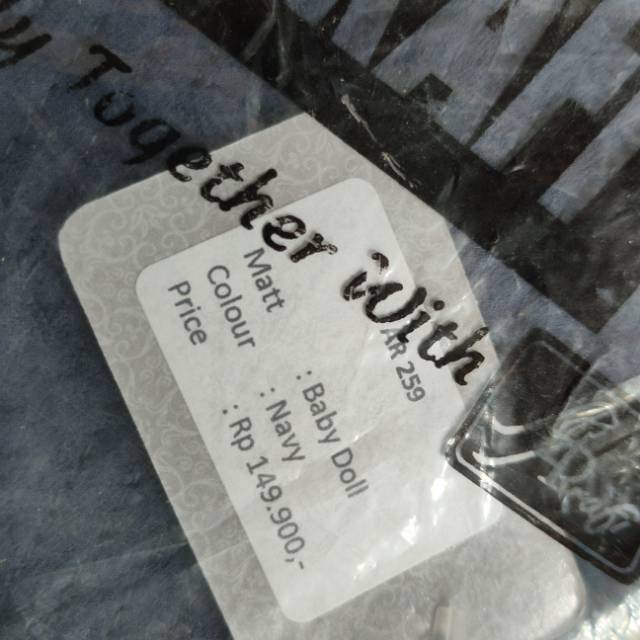 y Together with
AR 259
Matt : Baby Doll
Colour : Navy
Price : Rp 149.900,-